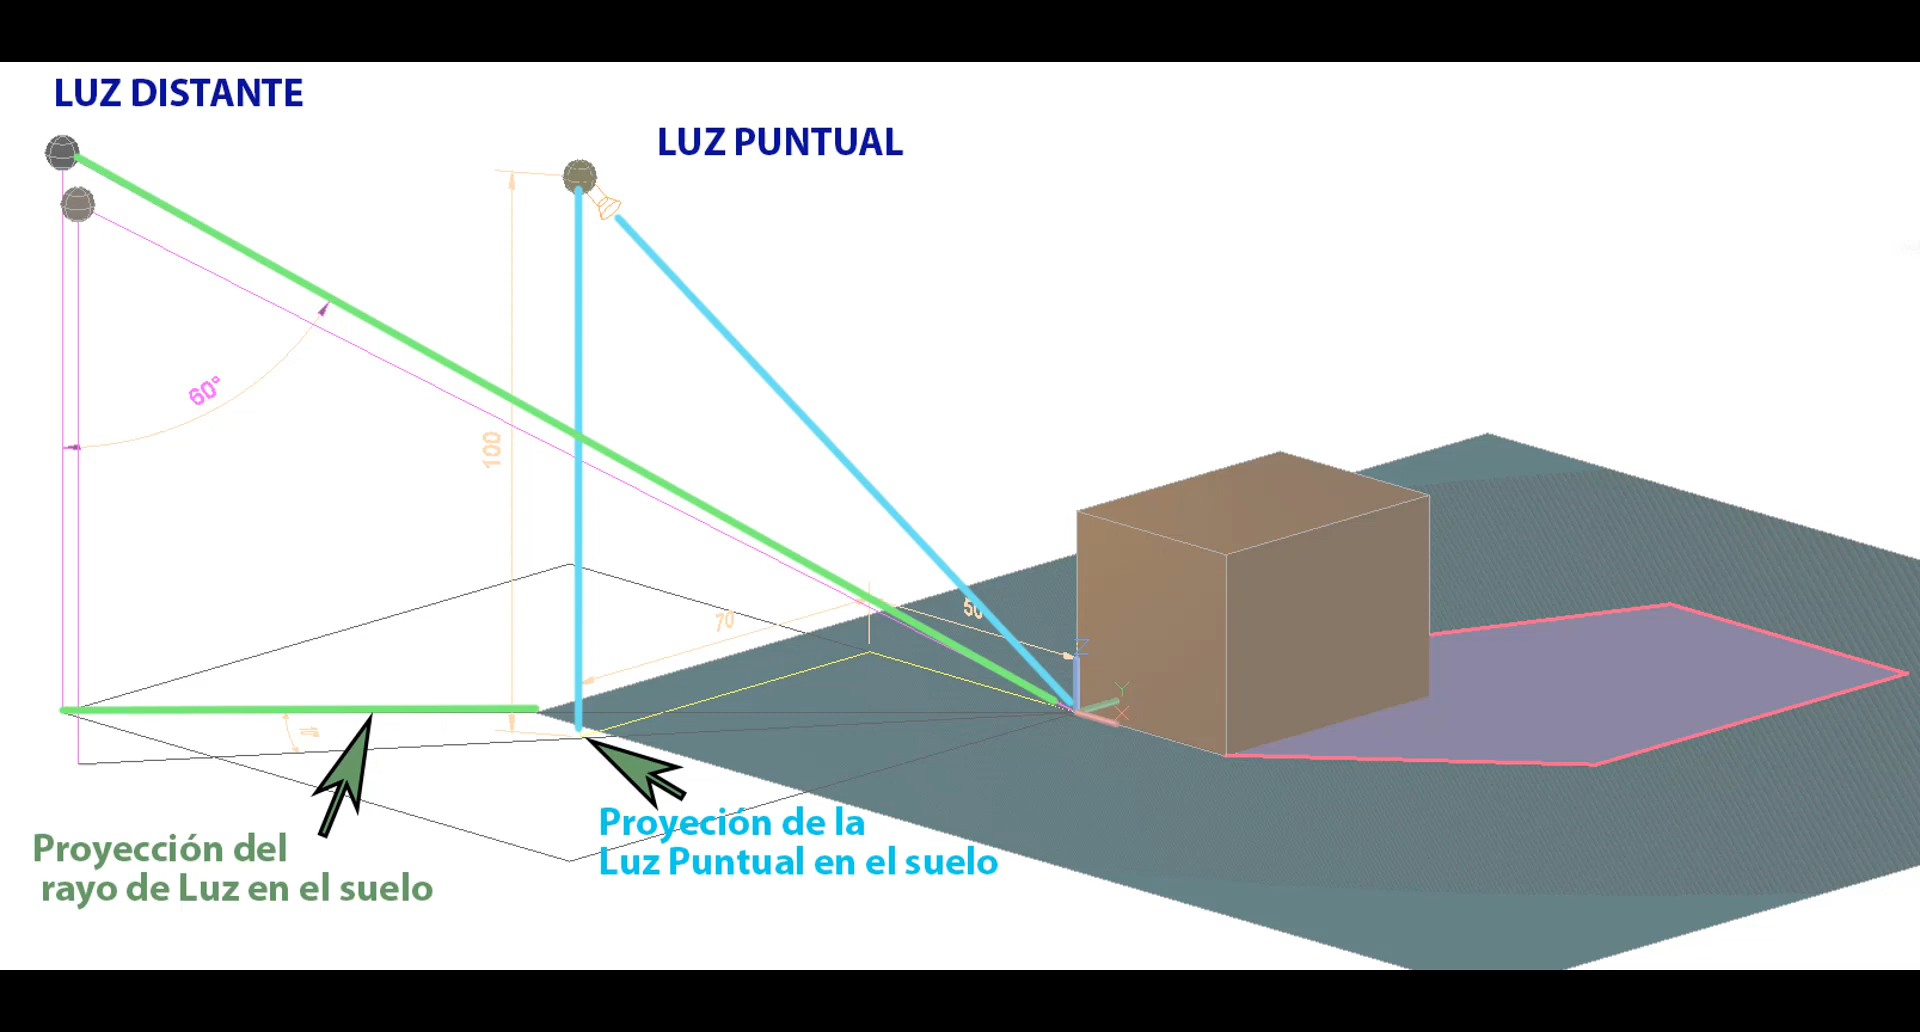 LUZ DISTANTE
LUZ PUNTUAL
60°
100
70
50
Z
Y
X
Proyección del
rayo de Luz en el suelo
Proyeción de la
Luz Puntual en el suelo